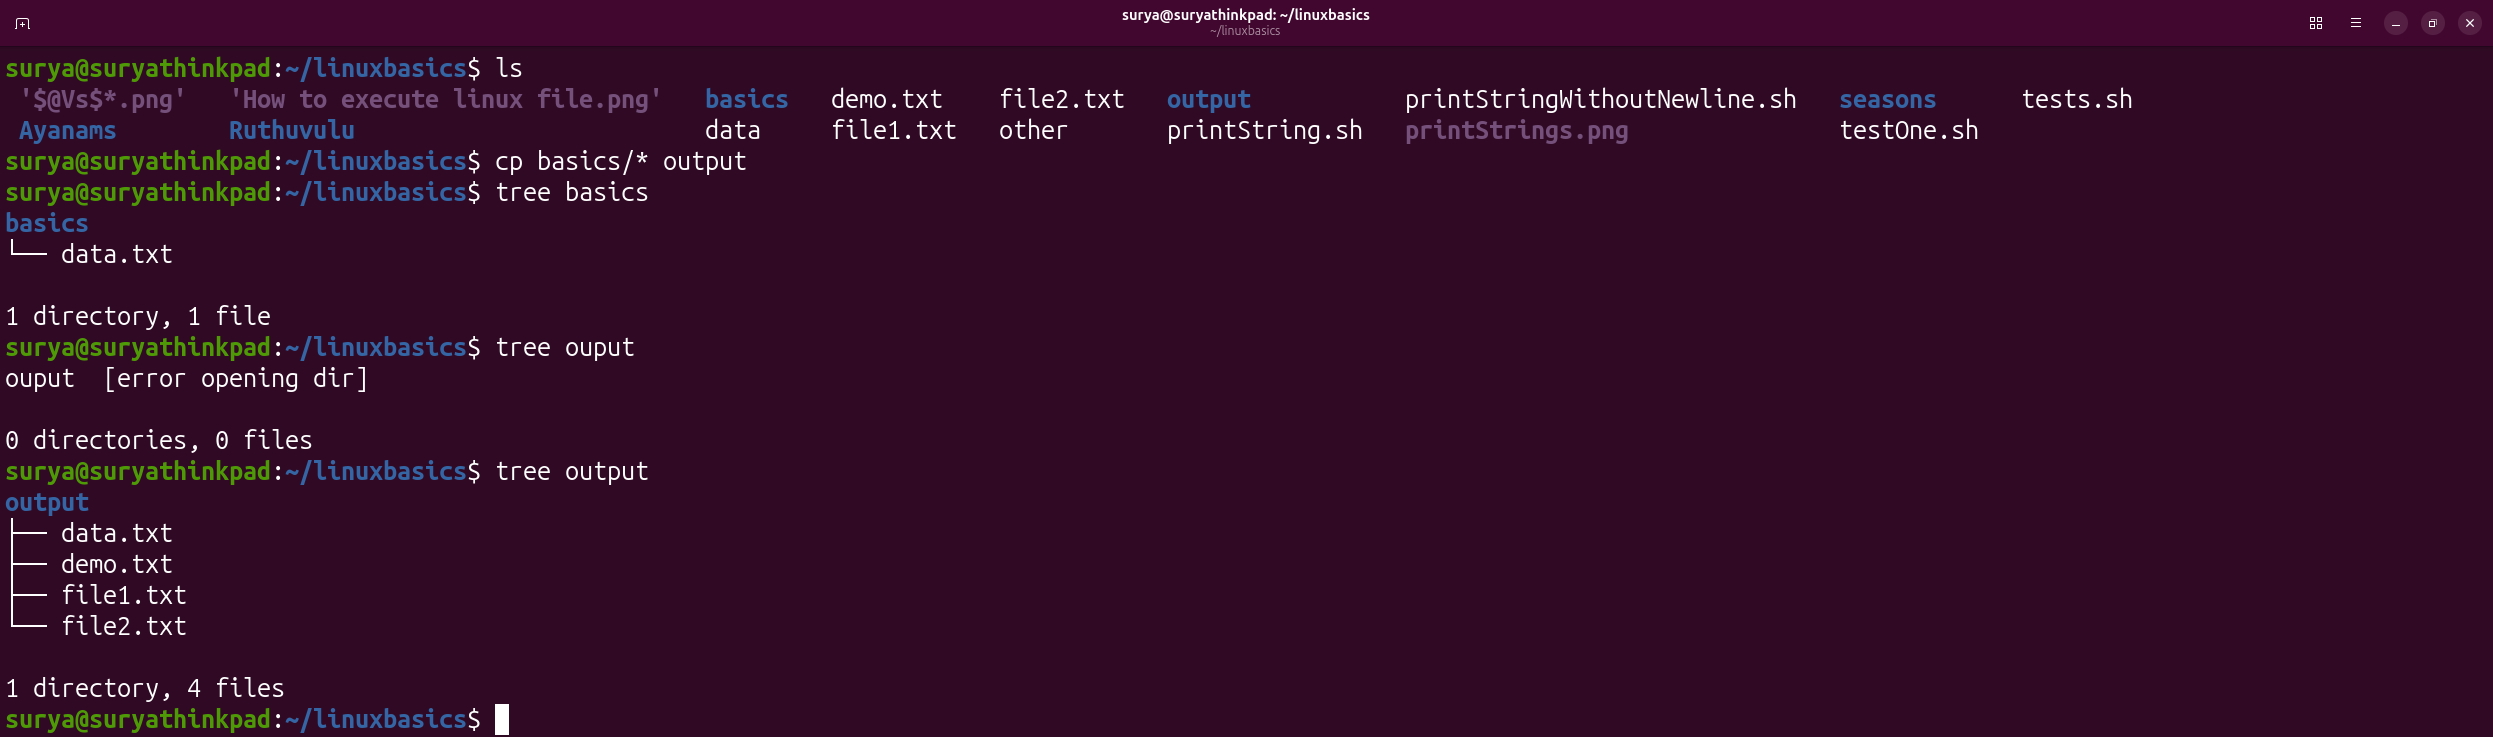 surya@suryathinkpad: ~/linuxbasics
~/linuxbasics
surya@suryathinkpad:~/linuxbasics$ ls
'$@Vs$*.png' 'How to execute linux file.png' basics demo.txt file2.txt output printStringWithoutNewline.sh seasons tests.sh
Ayanams Ruthuvulu data file1.txt other printString.sh printStrings.png testOne.sh
surya@suryathinkpad:~/linuxbasics$ cp basics/* output
surya@suryathinkpad:~/linuxbasics$ tree basics
basics
└── data.txt
1 directory, 1 file
surya@suryathinkpad:~/linuxbasics$ tree ouput
ouput [error opening dir]
0 directories, 0 files
surya@suryathinkpad:~/linuxbasics$ tree output
output
├── data.txt
├── demo.txt
├── file1.txt
└── file2.txt
1 directory, 4 files
surya@suryathinkpad:~/linuxbasics$